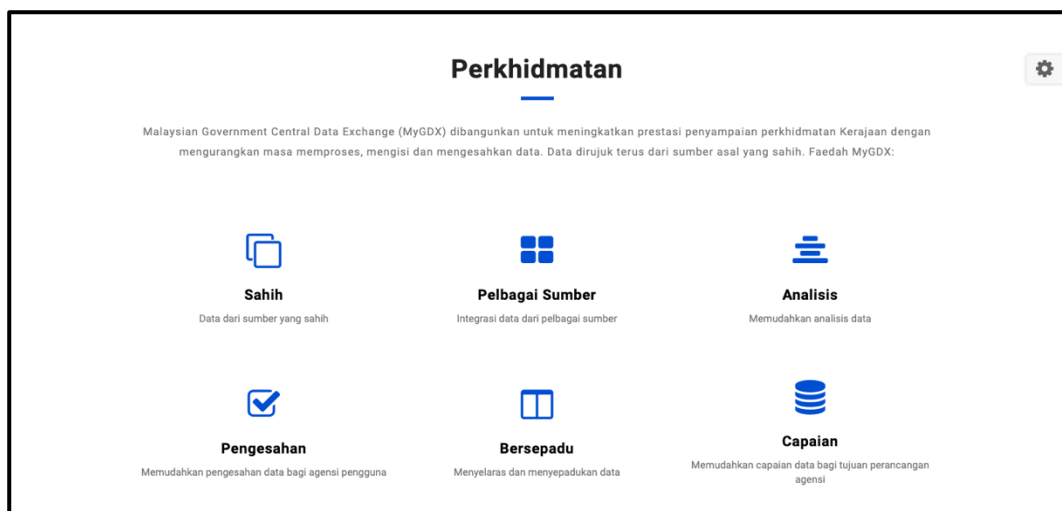 Perkhidmatan
Malaysian Government Central Data Exchange (MyGDX) dibangunkan untuk meningkatkan prestasi penyampaian perkhidmatan Kerajaan dengan
mengurangkan masa memproses, mengisi dan mengesahkan data. Data dirujuk terus dari sumber asal yang sahih. Faedah MyGDX:
Sahih
Data dari sumber yang sahih
Pelbagai Sumber
Integrasi data dari pelbagai sumber
Analisis
Memudahkan analisis data
Pengesahan
Memudahkan pengesahan data bagi agensi pengguna
Bersepadu
Menyelaras dan menyepadukan data
Capaian
Memudahkan capaian data bagi tujuan perancangan
agensi